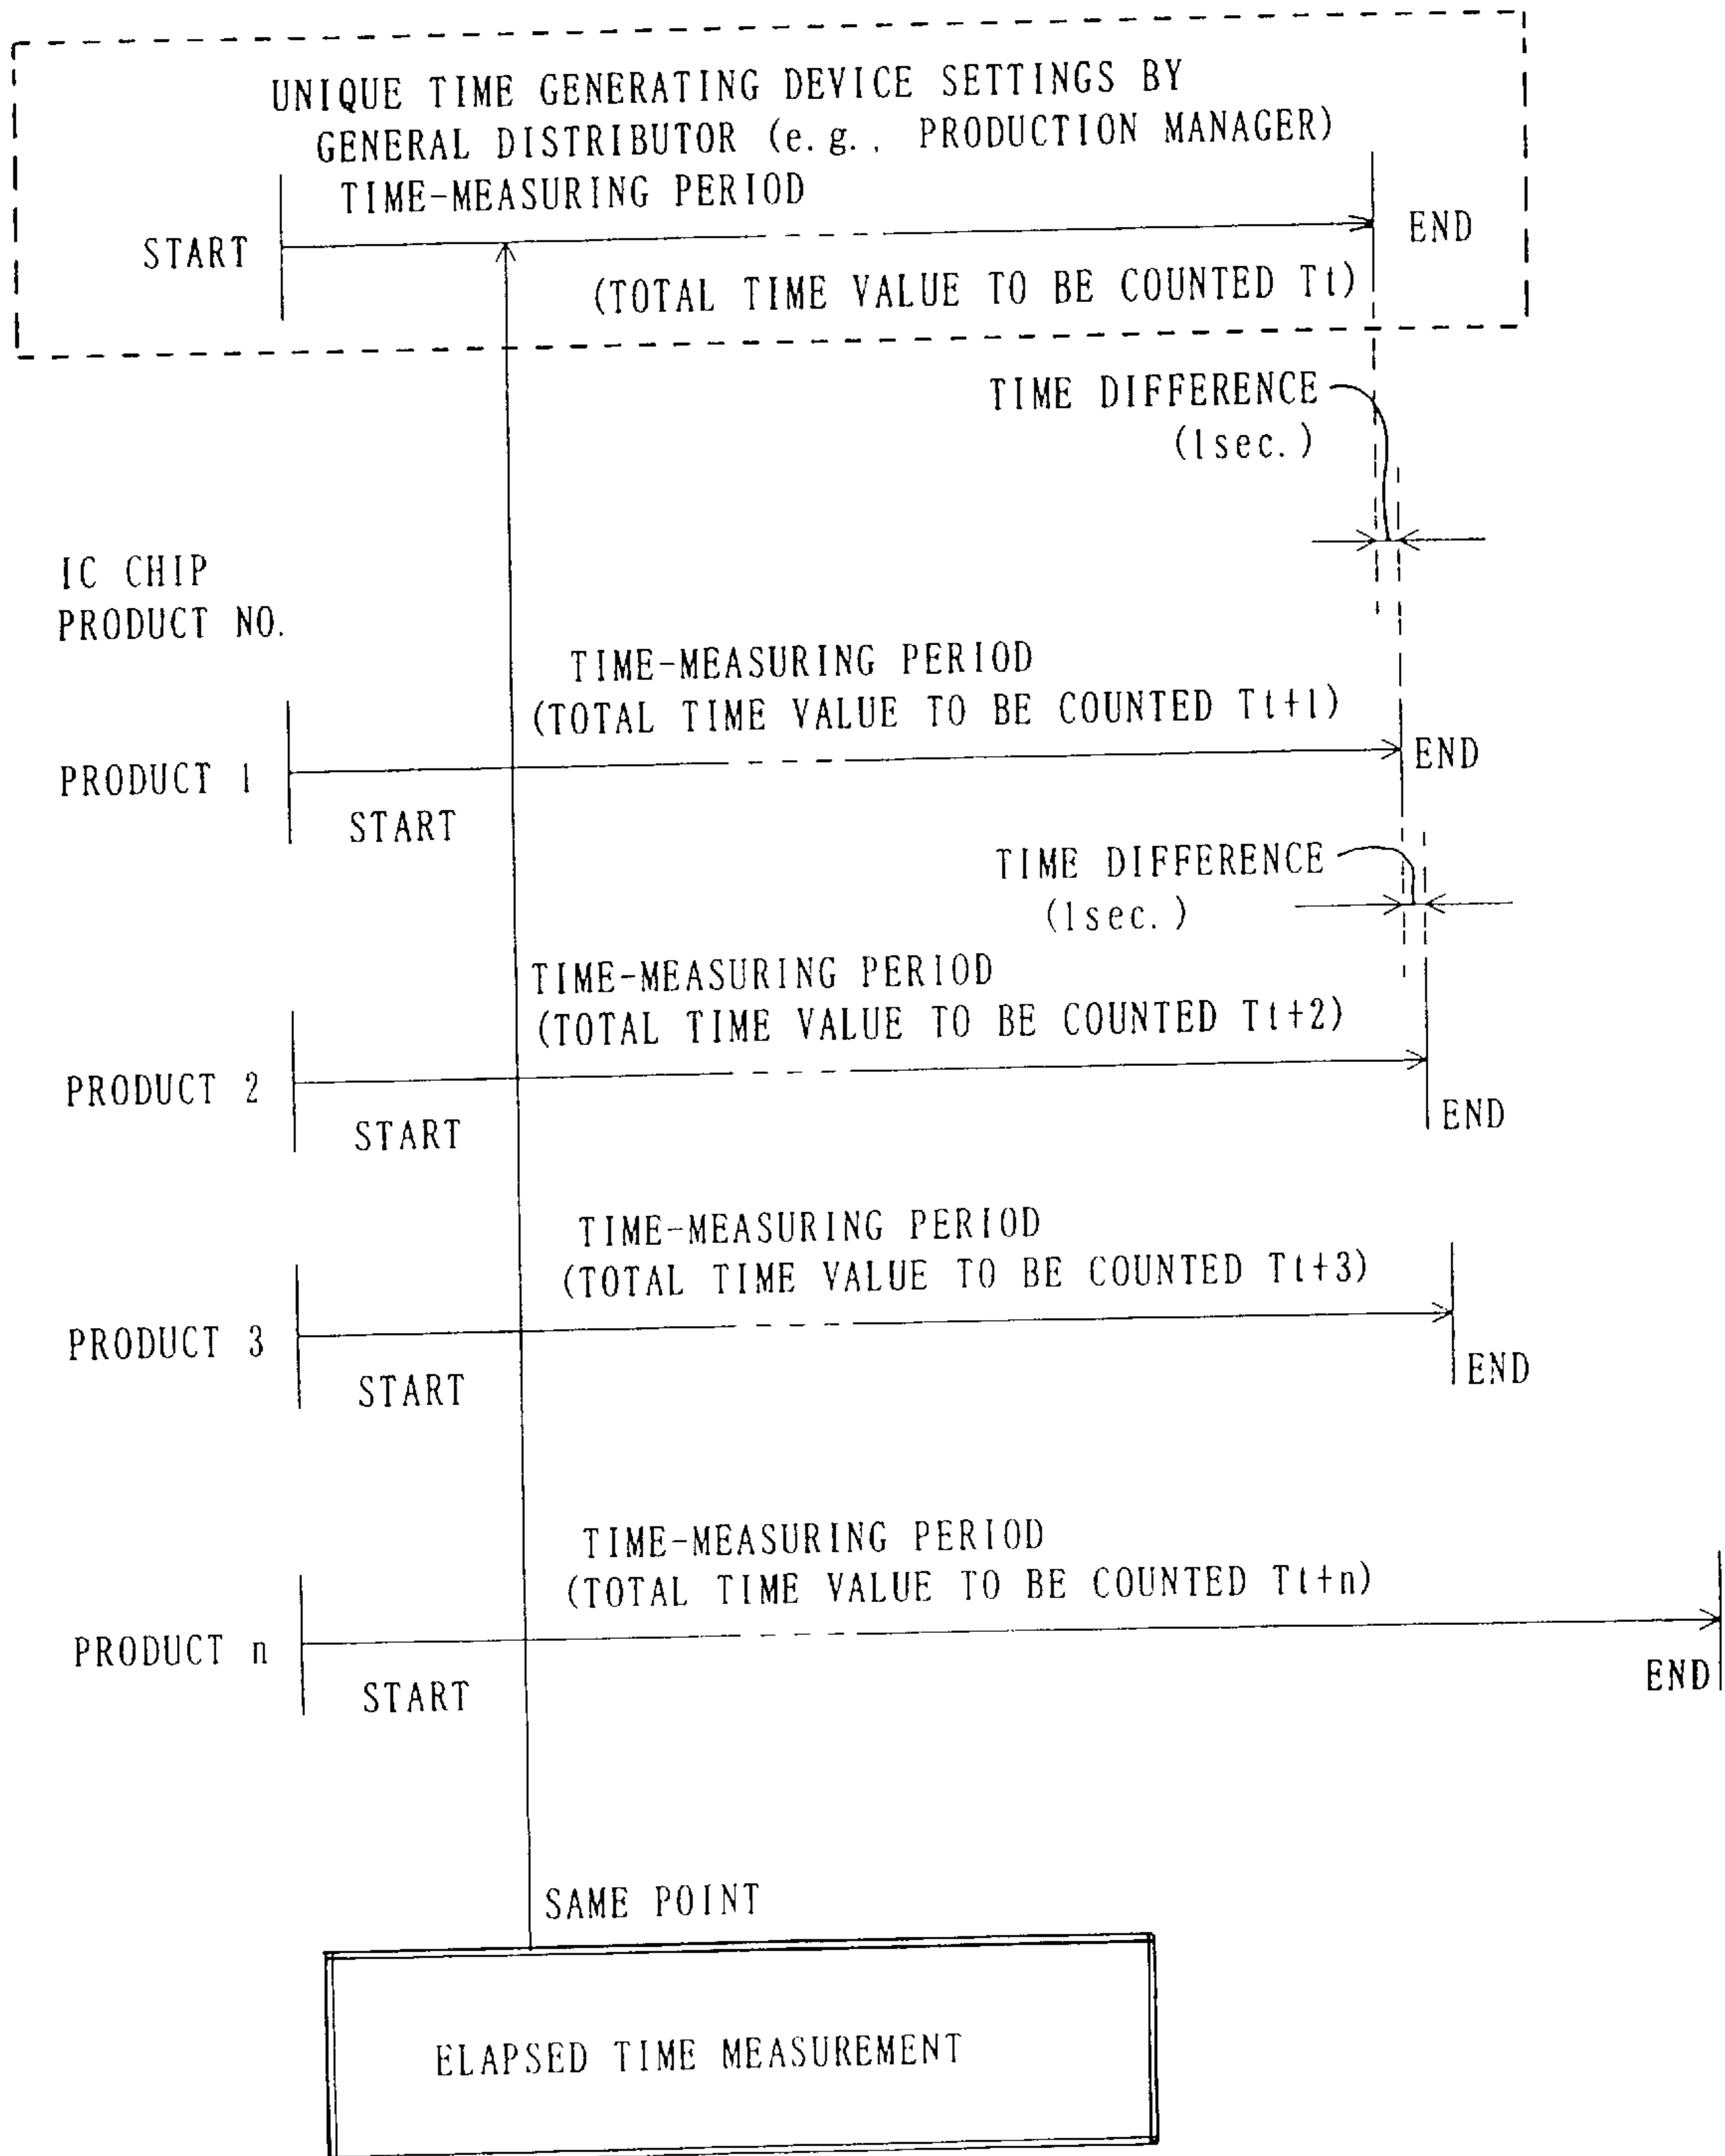 UNIQUE TIME GENERATING DEVICE SETTINGS BY
GENERAL DISTRIBUTOR (e.g., PRODUCTION MANAGER)
TIME-MEASURING PERIOD
START
END
(TOTAL TIME VALUE TO BE COUNTED Tt)
TIME DIFFERENCE
(1sec.)
IC CHIP
PRODUCT NO.
TIME-MEASURING PERIOD
(TOTAL TIME VALUE TO BE COUNTED Tt+1)
PRODUCT 1
END
START
TIME DIFFERENCE
(1sec.)
TIME-MEASURING PERIOD
(TOTAL TIME VALUE TO BE COUNTED Tt+2)
PRODUCT 2
END
START
TIME-MEASURING PERIOD
(TOTAL TIME VALUE TO BE COUNTED Tt+3)
PRODUCT 3
END
START
TIME-MEASURING PERIOD
(TOTAL TIME VALUE TO BE COUNTED Tt+n)
PRODUCT n
END
START
SAME POINT
ELAPSED TIME MEASUREMENT